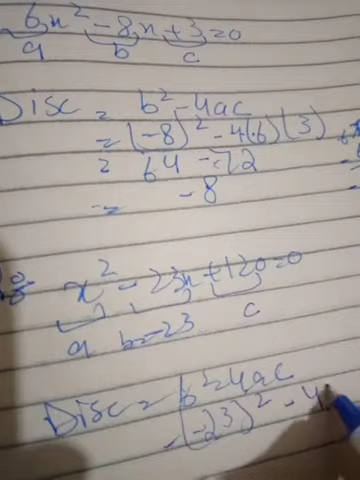 6x² - 8x + 3 = 0
a b c
Disc = b² - 4ac
= (-8)² - 4(6)(3)
= 64 - 72
= -8
x² - 23x + 120 = 0
a b = -23 c
Disc = b² - 4ac
= (-23)² - 4